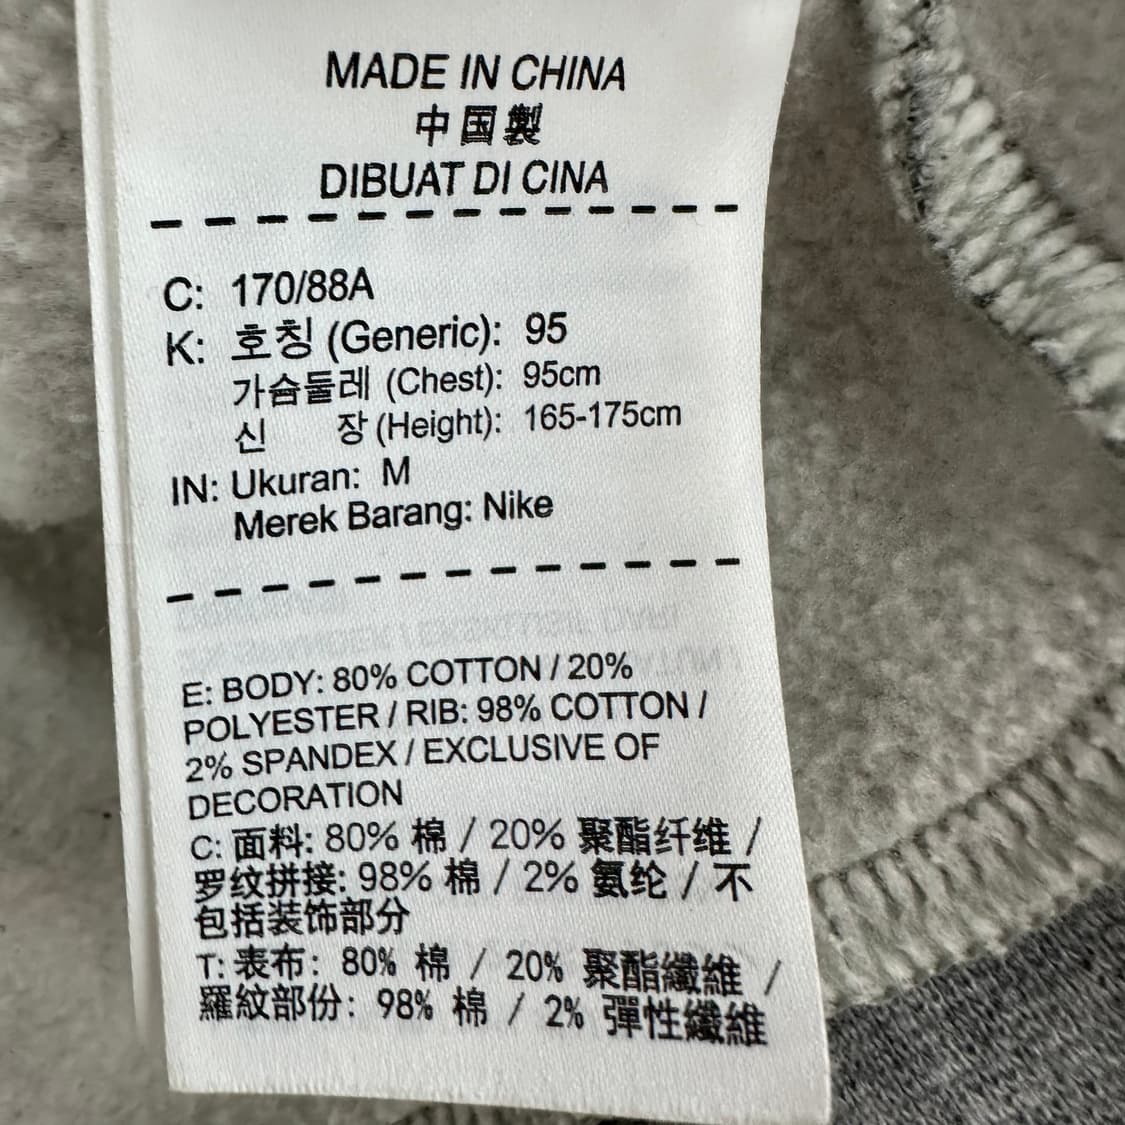 MADE IN CHINA
中国製
DIBUAT DI CINA
C: 170/88A
K: 호칭 (Generic): 95
가슴둘레 (Chest): 95cm
신 장 (Height): 165-175cm
IN: Ukuran: M
Merek Barang: Nike
E: BODY: 80% COTTON / 20%
POLYESTER / RIB: 98% COTTON /
2% SPANDEX / EXCLUSIVE OF
DECORATION
C: 面料: 80% 棉 / 20% 聚酯纤维 /
罗纹拼接: 98% 棉 / 2% 氨纶 / 不
包括装饰部分
T: 表布: 80% 棉 / 20% 聚酯纖維 /
羅紋部份: 98% 棉 / 2% 彈性纖維